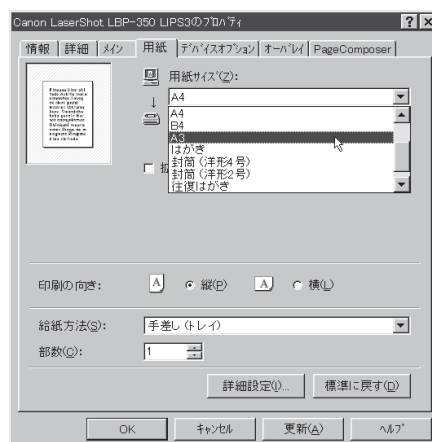 Canon LaserShot LBP-350 LIPS3のﾌﾟﾛﾊﾟﾃｨ
情報 詳細 ﾒｲﾝ 用紙 ﾃﾞﾊﾞｲｽｵﾌﾟｼｮﾝ ｵｰﾊﾞﾚｲ PageComposer
用紙ｻｲｽﾞ(Z):
A4
A4
B4
A3
はがき
封筒 (洋形4号)
封筒 (洋形2号)
往復はがき
拡
印刷の向き: A 縦(P) A 横(L)
給紙方法(S): 手差し (トレイ)
部数(C): 1
詳細設定(I)... 標準に戻す(D)
OK ｷｬﾝｾﾙ 更新(A) ﾍﾙﾌﾟ